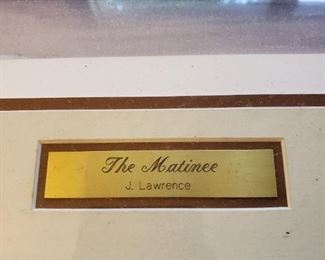 The Matinee
J. Lawrence